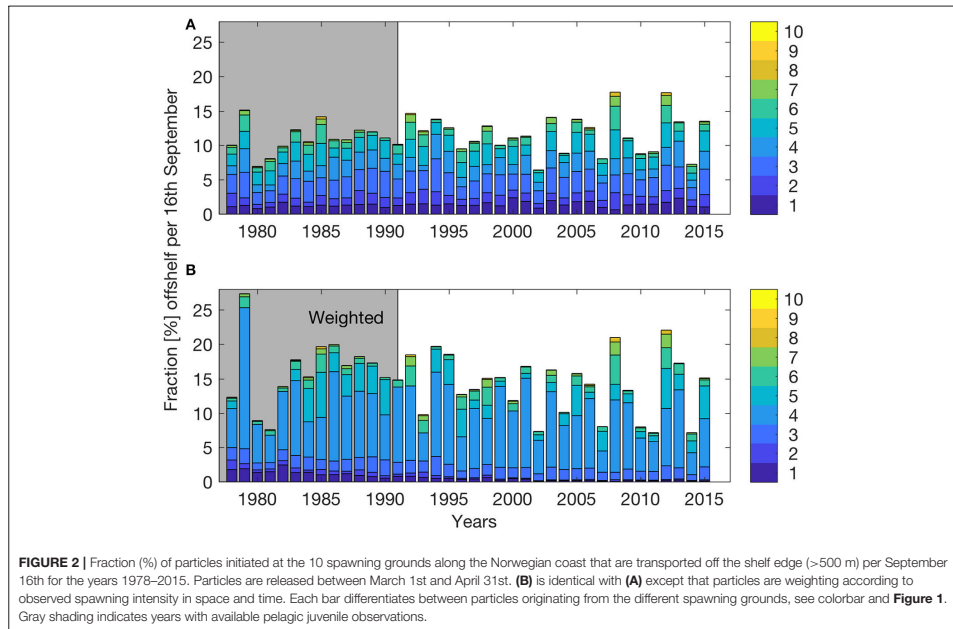 A
25
20
15
10
5
0
1980 1985 1990 1995 2000 2005 2010 2015
10
9
8
7
6
5
4
3
2
1
Fraction [%] offshelf per 16th September
B
Weighted
25
20
15
10
5
0
1980 1985 1990 1995 2000 2005 2010 2015
Years
10
9
8
7
6
5
4
3
2
1
FIGURE 2 | Fraction (%) of particles initiated at the 10 spawning grounds along the Norwegian coast that are transported off the shelf edge (>500 m) per September
16th for the years 1978–2015. Particles are released between March 1st and April 31st. (B) is identical with (A) except that particles are weighting according to
observed spawning intensity in space and time. Each bar differentiates between particles originating from the different spawning grounds, see colorbar and Figure 1.
Gray shading indicates years with available pelagic juvenile observations.